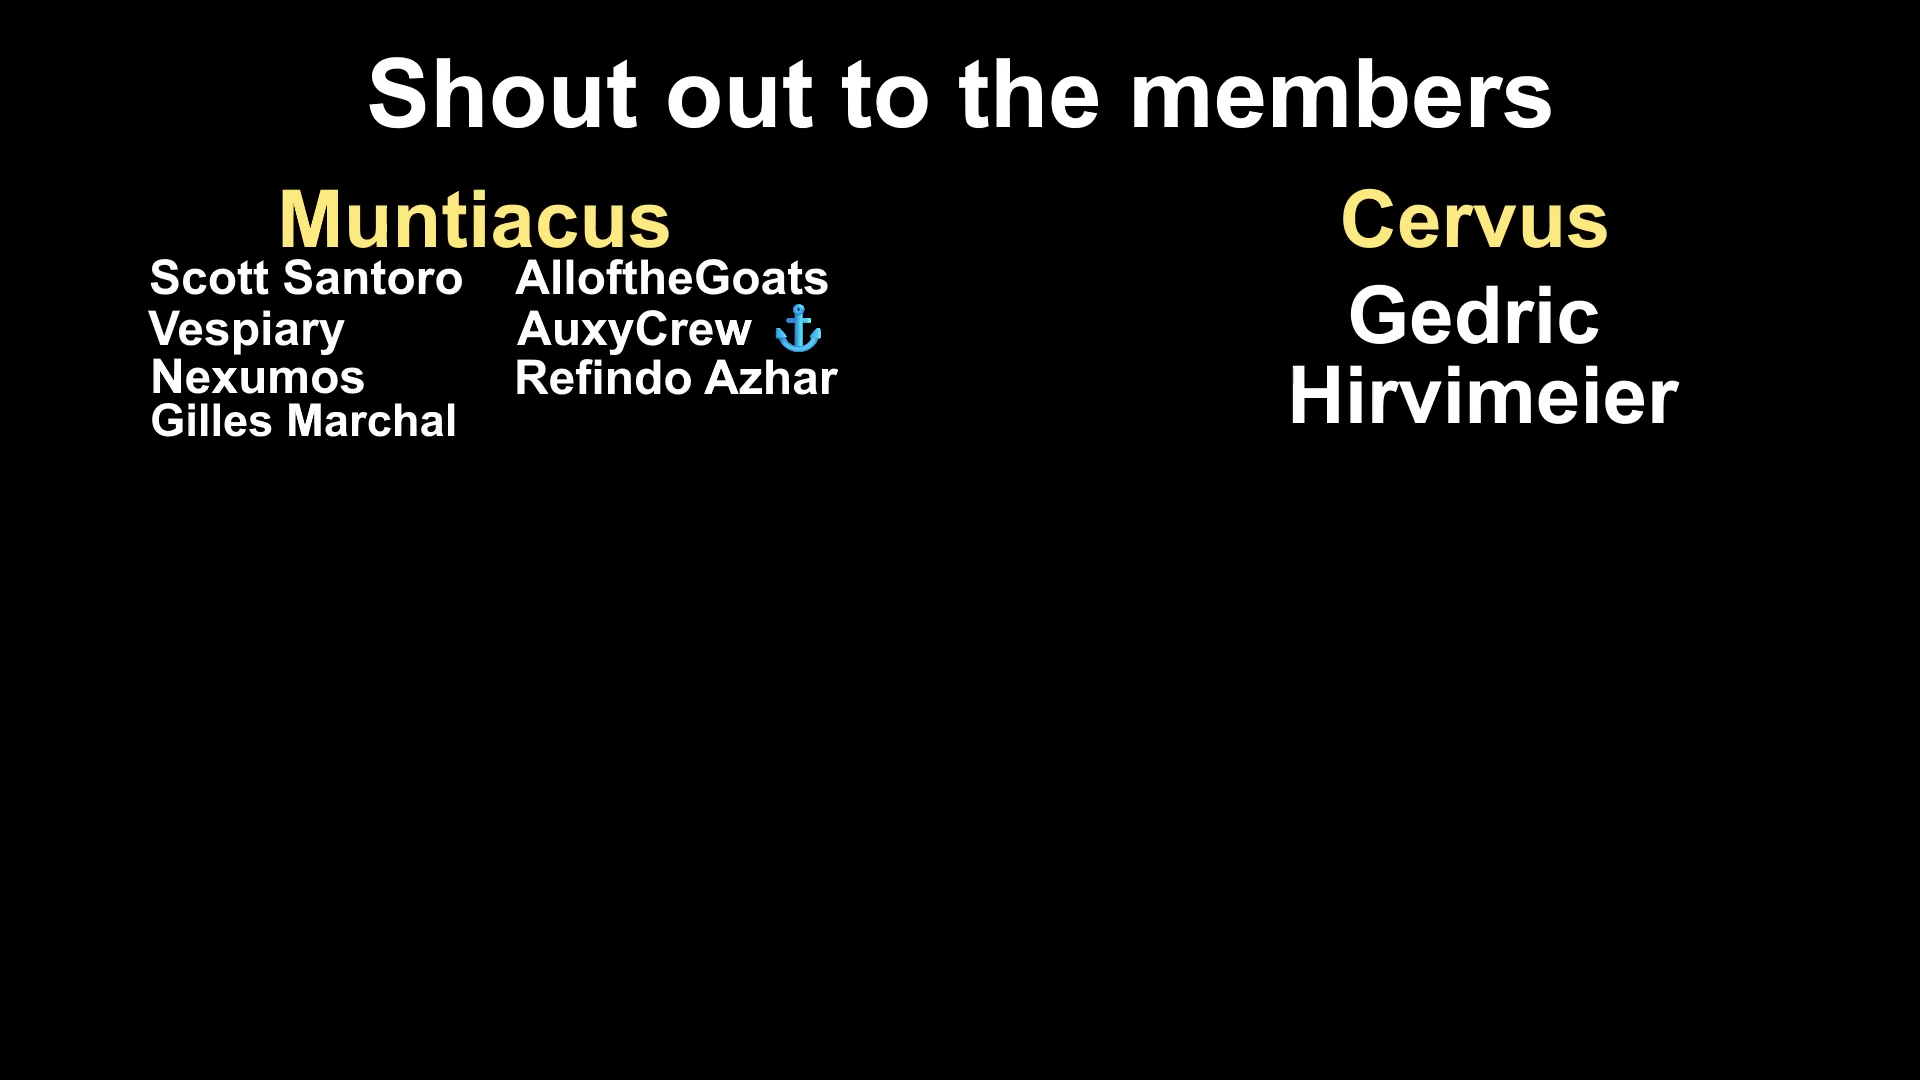 Shout out to the members
Muntiacus
Scott Santoro
Vespiary
Nexumos
Gilles Marchal
AlloftheGoats
AuxyCrew ⚓
Refindo Azhar
Cervus
Gedric
Hirvimeier